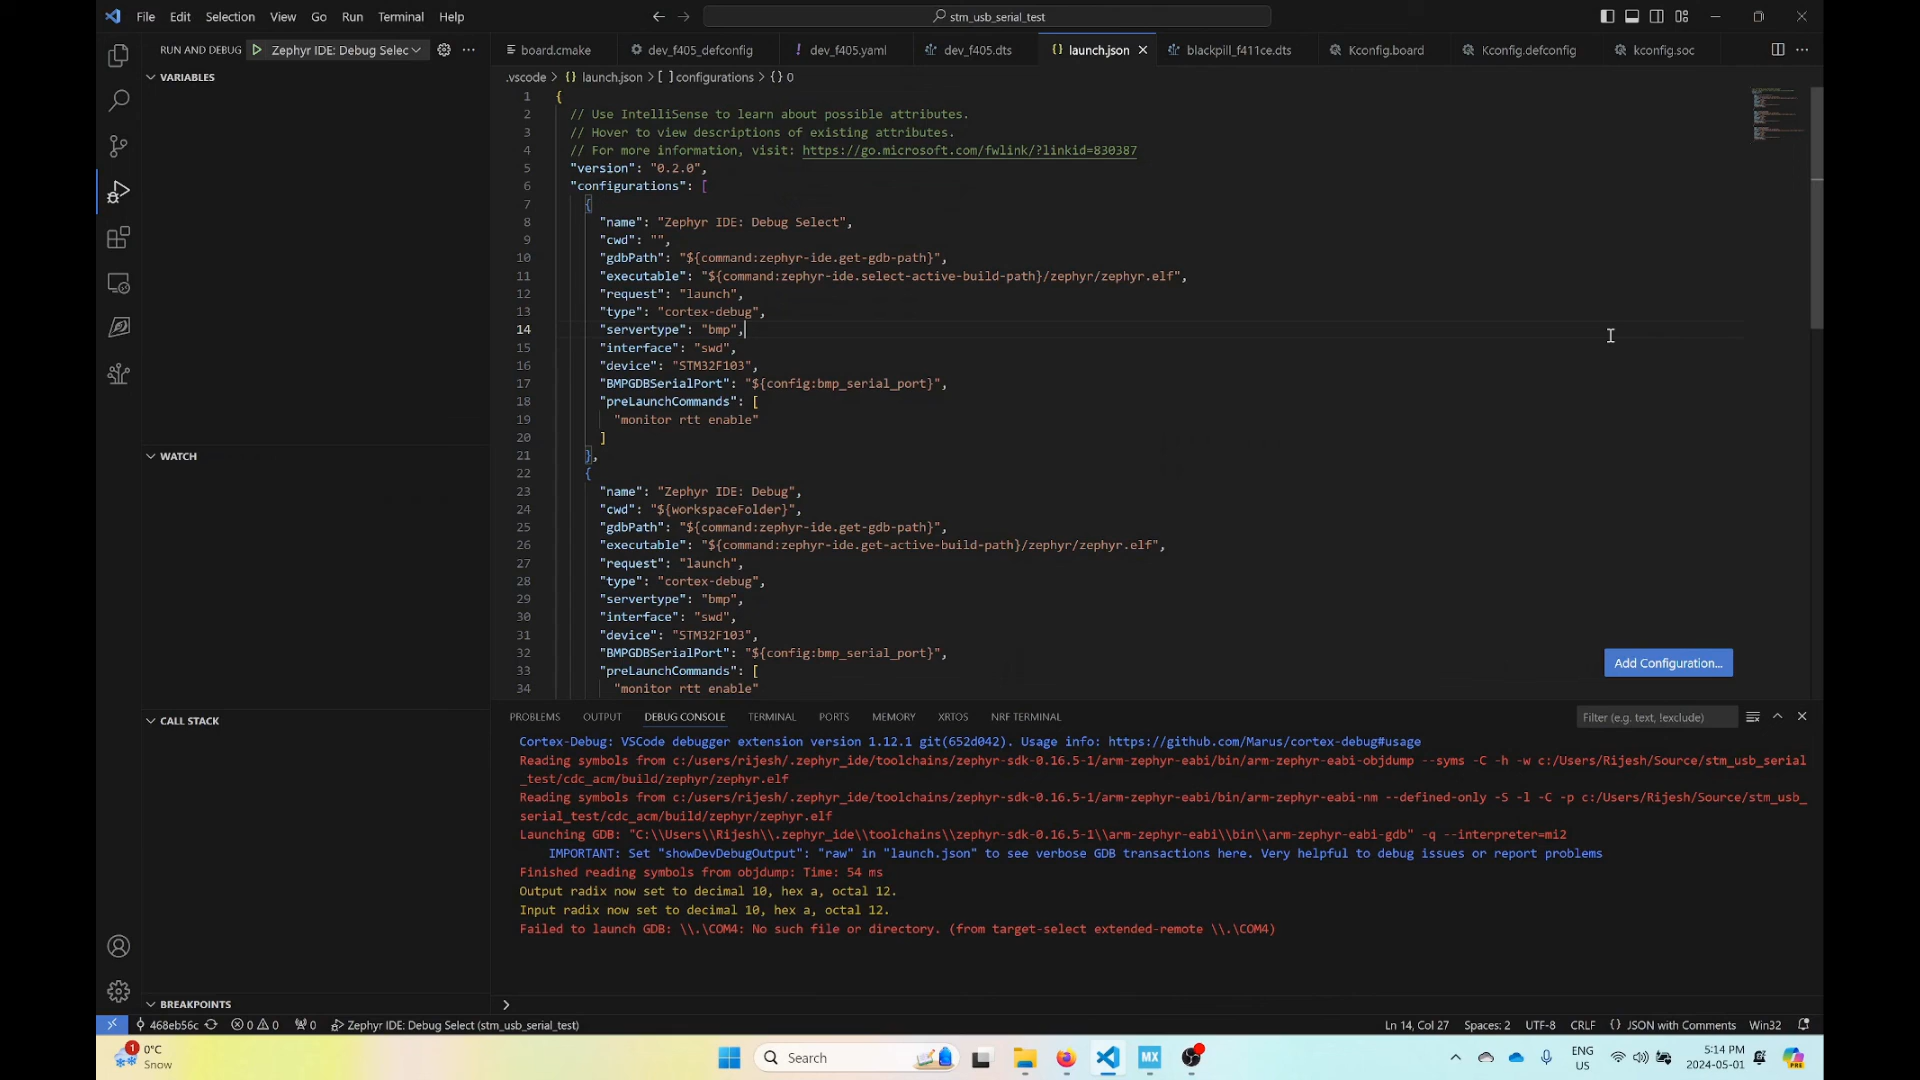 File Edit Selection View Go Run Terminal Help
stm_usb_serial_test
RUN AND DEBUG Zephyr IDE: Debug Selec
board.cmake dev_f405_defconfig dev_f405.yaml dev_f405.dts launch.json blackpill_f411ce.dts Kconfig.board Kconfig.defconfig kconfig.soc
VARIABLES
.vscode > {} launch.json > [ ] configurations > {} 0
1 {
2 // Use IntelliSense to learn about possible attributes.
3 // Hover to view descriptions of existing attributes.
4 // For more information, visit: https://go.microsoft.com/fwlink/?linkid=830387
5 "version": "0.2.0",
6 "configurations": [
7 {
8 "name": "Zephyr IDE: Debug Select",
9 "cwd": "",
10 "gdbPath": "${command:zephyr-ide.get-gdb-path}",
11 "executable": "${command:zephyr-ide.select-active-build-path}/zephyr/zephyr.elf",
12 "request": "launch",
13 "type": "cortex-debug",
14 "servertype": "bmp",
15 "interface": "swd",
16 "device": "STM32F103",
17 "BMPGDBSerialPort": "${config:bmp_serial_port}",
18 "preLaunchCommands": [
19 "monitor rtt enable"
20 ]
21 },
22 {
23 "name": "Zephyr IDE: Debug",
24 "cwd": "${workspaceFolder}",
25 "gdbPath": "${command:zephyr-ide.get-gdb-path}",
26 "executable": "${command:zephyr-ide.get-active-build-path}/zephyr/zephyr.elf",
27 "request": "launch",
28 "type": "cortex-debug",
29 "servertype": "bmp",
30 "interface": "swd",
31 "device": "STM32F103",
32 "BMPGDBSerialPort": "${config:bmp_serial_port}",
33 "preLaunchCommands": [
34 "monitor rtt enable"
Add Configuration...
WATCH
CALL STACK
BREAKPOINTS
PROBLEMS OUTPUT DEBUG CONSOLE TERMINAL PORTS MEMORY XRTOS NRF TERMINAL
Filter (e.g. text, !exclude)
Cortex-Debug: VSCode debugger extension version 1.12.1 git(652d042). Usage info: https://github.com/Marus/cortex-debug#usage
Reading symbols from c:/users/rijesh/.zephyr_ide/toolchains/zephyr-sdk-0.16.5-1/arm-zephyr-eabi/bin/arm-zephyr-eabi-objdump --syms -C -h -w c:/Users/Rijesh/Source/stm_usb_serial
_test/cdc_acm/build/zephyr/zephyr.elf
Reading symbols from c:/users/rijesh/.zephyr_ide/toolchains/zephyr-sdk-0.16.5-1/arm-zephyr-eabi/bin/arm-zephyr-eabi-nm --defined-only -S -l -C -p c:/Users/Rijesh/Source/stm_usb_
serial_test/cdc_acm/build/zephyr/zephyr.elf
Launching GDB: "C:\\Users\\Rijesh\\.zephyr_ide\\toolchains\\zephyr-sdk-0.16.5-1\\arm-zephyr-eabi\\bin\\arm-zephyr-eabi-gdb" -q --interpreter=mi2
IMPORTANT: Set "showDevDebugOutput": "raw" in "launch.json" to see verbose GDB transactions here. Very helpful to debug issues or report problems
Finished reading symbols from objdump: Time: 54 ms
Output radix now set to decimal 10, hex a, octal 12.
Input radix now set to decimal 10, hex a, octal 12.
Failed to launch GDB: \\.\COM4: No such file or directory. (from target-select extended-remote \\.\COM4)
468eb56c 0 0 0 Zephyr IDE: Debug Select (stm_usb_serial_test) Ln 14, Col 27 Spaces: 2 UTF-8 CRLF {} JSON with Comments Win32
1 0°C
Snow
Search
MX
ENG
US
5:14 PM
2024-05-01
PRE